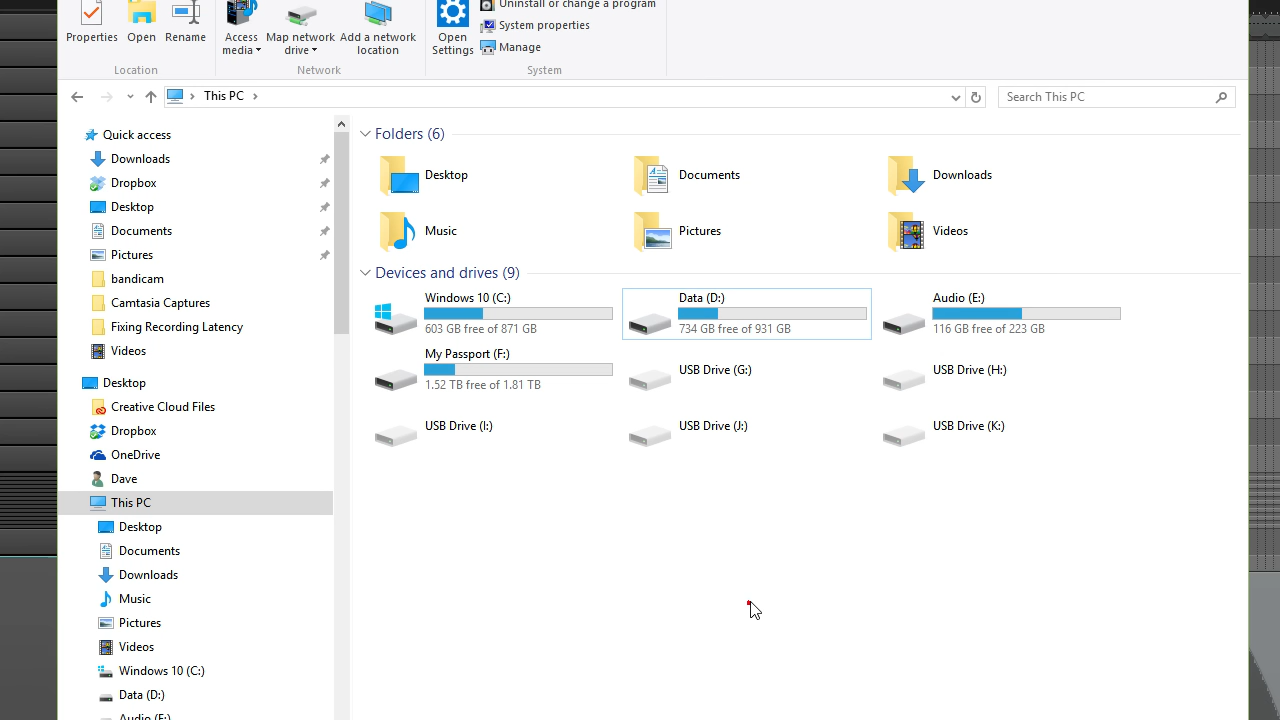 Uninstall or change a program
System properties
Manage
Properties
Open
Rename
Access media
Map network drive
Add a network location
Open Settings
Location
Network
System
This PC
Search This PC
Quick access
Downloads
Dropbox
Desktop
Documents
Pictures
bandicam
Camtasia Captures
Fixing Recording Latency
Videos
Desktop
Creative Cloud Files
Dropbox
OneDrive
Dave
This PC
Desktop
Documents
Downloads
Music
Pictures
Videos
Windows 10 (C:)
Data (D:)
Audio (E:)
Folders (6)
Desktop
Documents
Downloads
Music
Pictures
Videos
Devices and drives (9)
Windows 10 (C:)
603 GB free of 871 GB
Data (D:)
734 GB free of 931 GB
Audio (E:)
116 GB free of 223 GB
My Passport (F:)
1.52 TB free of 1.81 TB
USB Drive (G:)
USB Drive (H:)
USB Drive (I:)
USB Drive (J:)
USB Drive (K:)